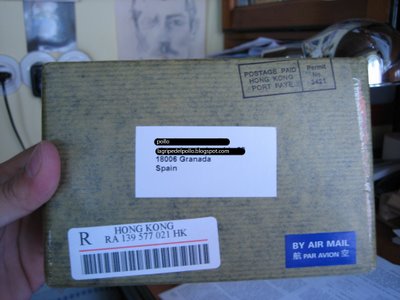 POSTAGE PAID
HONG KONG
PORT PAYE
Permit
No.
3421
pollo
lagripedelpollo.blogspot.com
18006 Granada
Spain
R
HONG KONG
RA 139 577 021 HK
BY AIR MAIL
航 PAR AVION 空